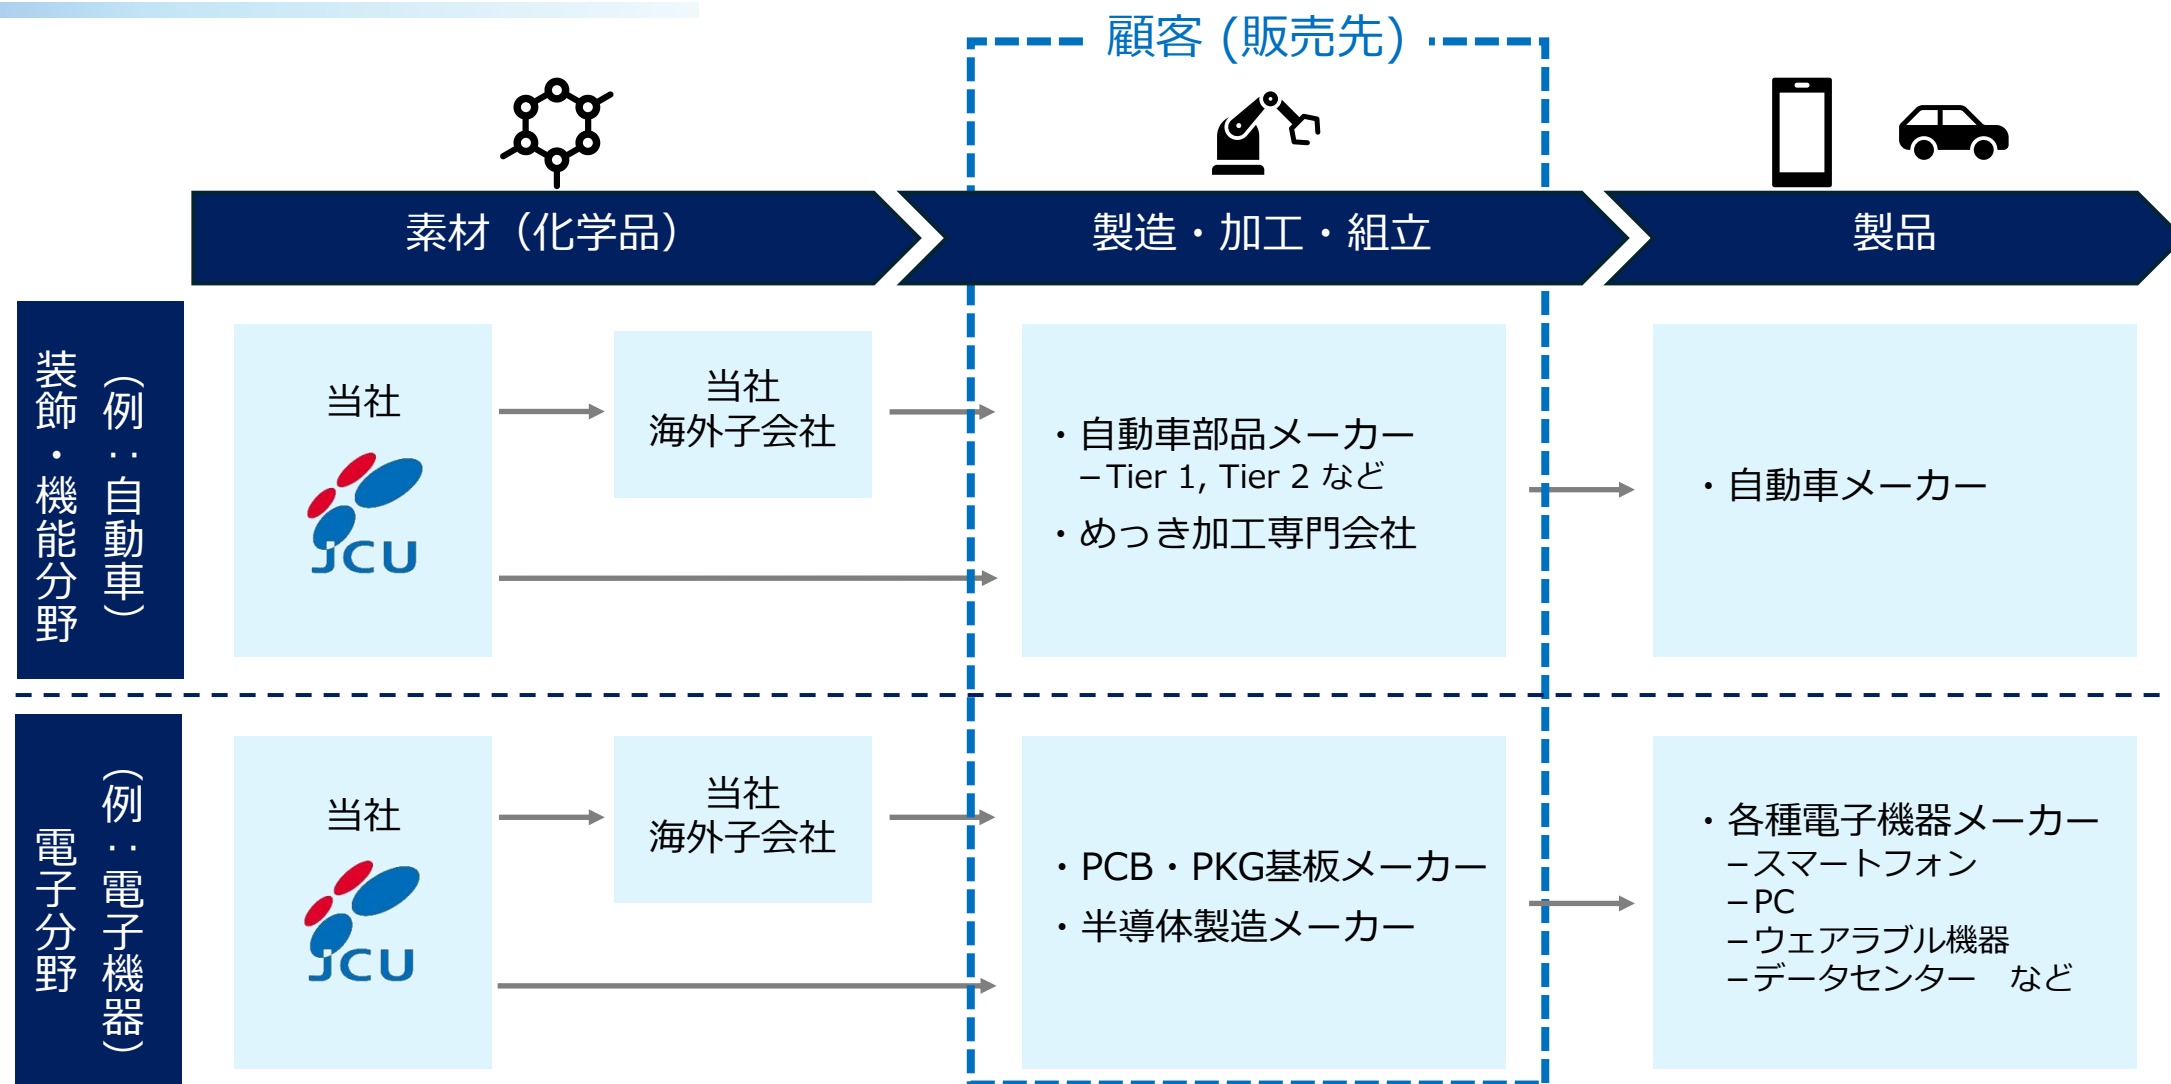 顧客 (販売先)
素材（化学品）
製造・加工・組立
製品
装飾・機能分野
（例：自動車）
当社
JCU
当社
海外子会社
・自動車部品メーカー
－Tier 1, Tier 2 など
・めっき加工専門会社
・自動車メーカー
電子分野
（例：電子機器）
当社
JCU
当社
海外子会社
・PCB・PKG基板メーカー
・半導体製造メーカー
・各種電子機器メーカー
－スマートフォン
－PC
－ウェアラブル機器
－データセンター　など